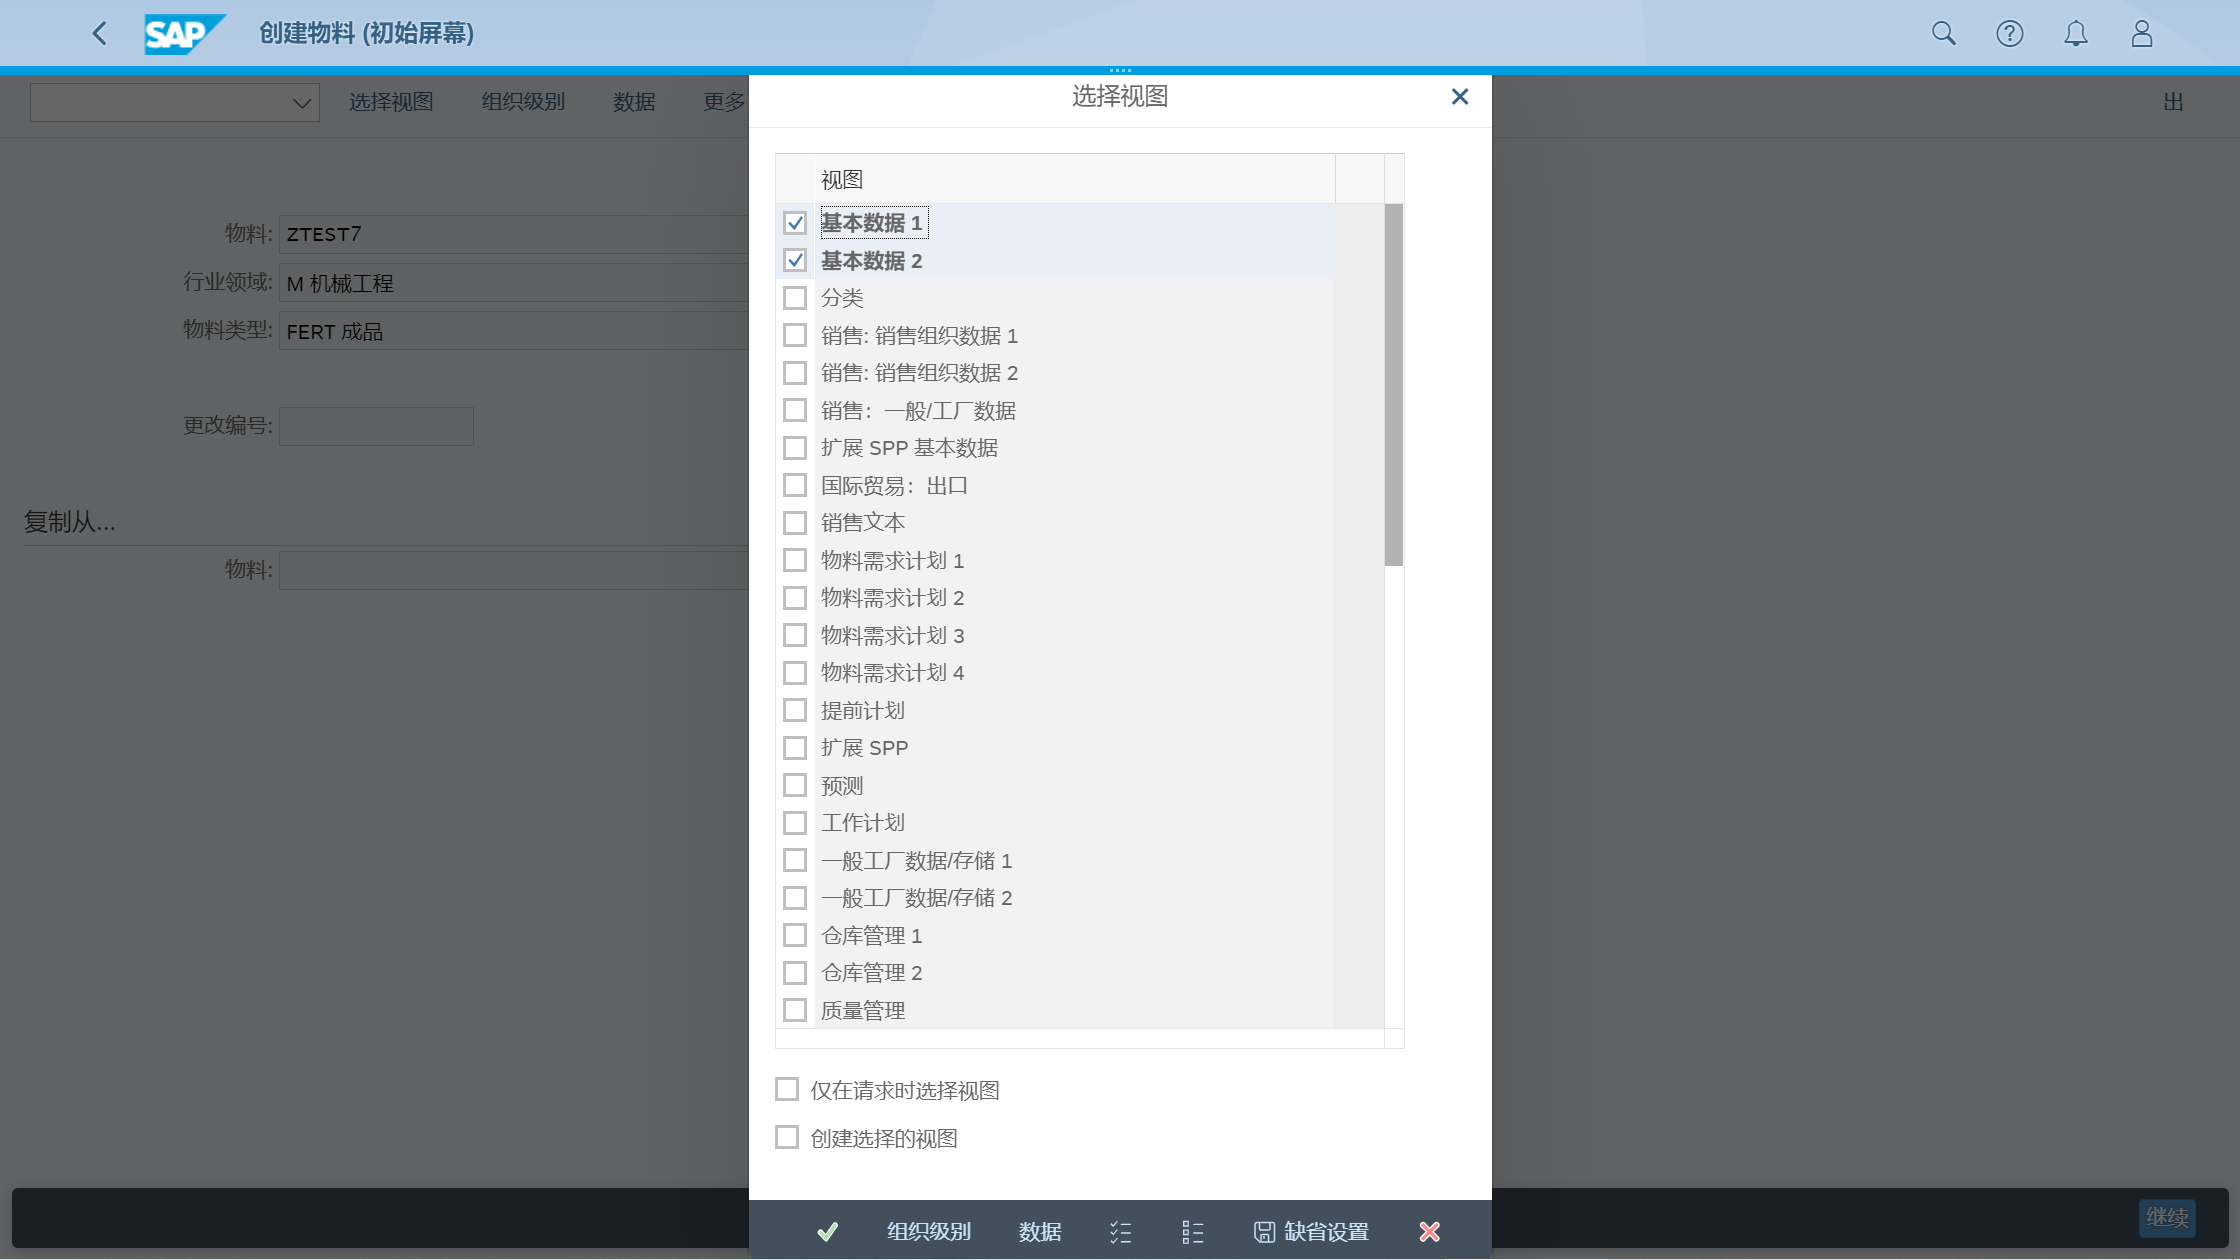 SAP 创建物料 (初始屏幕)
选择视图 组织级别 数据 更多 出
选择视图
物料: ZTEST7
行业领域: M 机械工程
物料类型: FERT 成品
更改编号:
复制从...
物料:
视图
基本数据 1
基本数据 2
分类
销售: 销售组织数据 1
销售: 销售组织数据 2
销售：一般/工厂数据
扩展 SPP 基本数据
国际贸易：出口
销售文本
物料需求计划 1
物料需求计划 2
物料需求计划 3
物料需求计划 4
提前计划
扩展 SPP
预测
工作计划
一般工厂数据/存储 1
一般工厂数据/存储 2
仓库管理 1
仓库管理 2
质量管理
仅在请求时选择视图
创建选择的视图
组织级别 数据 缺省设置
继续